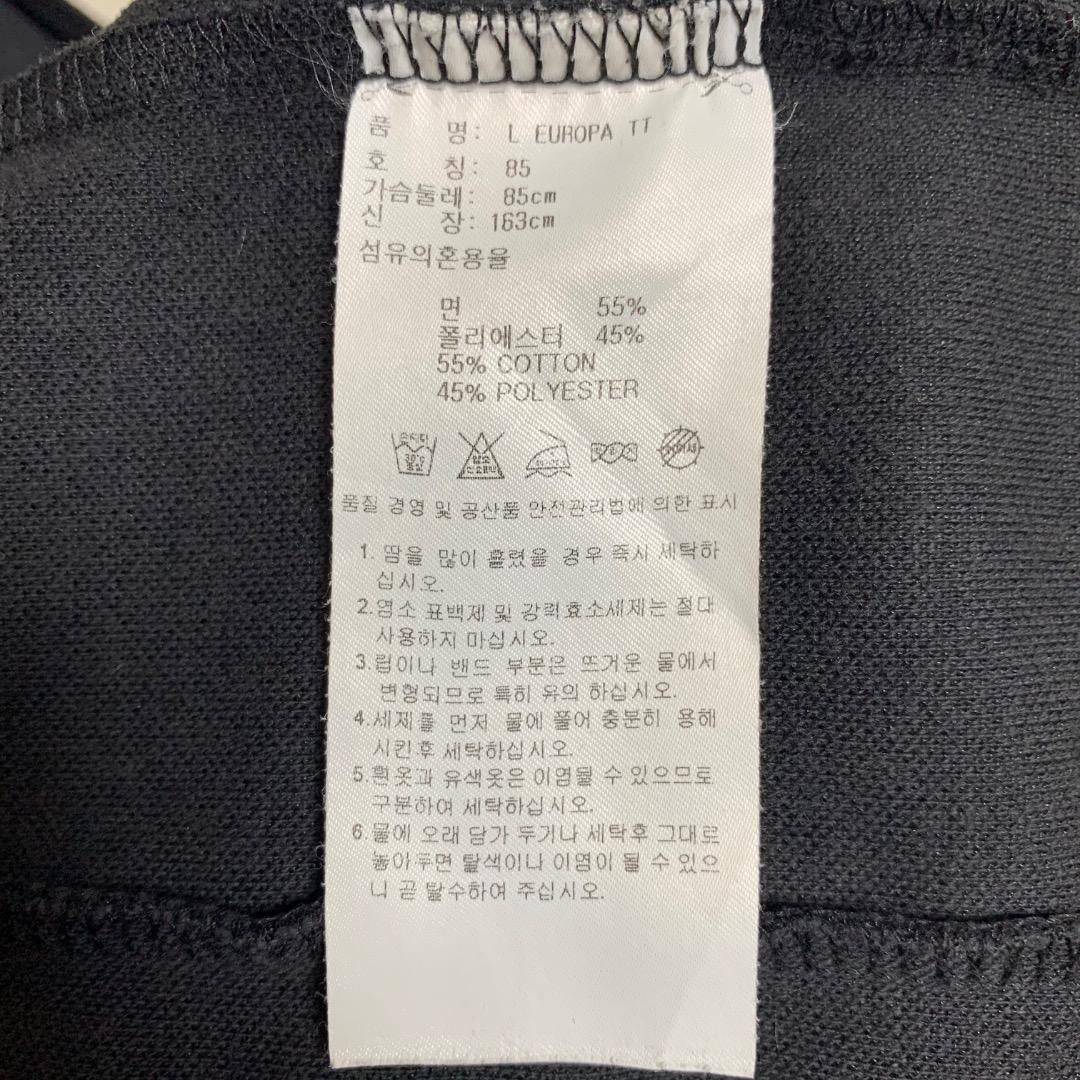 품 명: L EUROPA TT
호 칭: 85
가슴둘레: 85cm
신 장: 163cm
섬유의혼용율
면 55%
폴리에스터 45%
55% COTTON
45% POLYESTER
30℃
염소
품질 경영 및 공산품 안전관리법에 의한 표시
1. 땀을 많이 흘렸을 경우 즉시 세탁하
십시오.
2.염소 표백제 및 강력효소세제는 절대
사용하지 마십시오.
3.립이나 밴드 부분은 뜨거운 물에서
변형되므로 특히 유의 하십시오.
4.세제를 먼저 물에 풀어 충분히 용해
시킨후 세탁하십시오.
5.흰옷과 유색옷은 이염될 수 있으므로
구분하여 세탁하십시오.
6.물에 오래 담가 두거나 세탁후 그대로
놓아두면 탈색이나 이염이 될 수 있으
니 곧 탈수하여 주십시오.